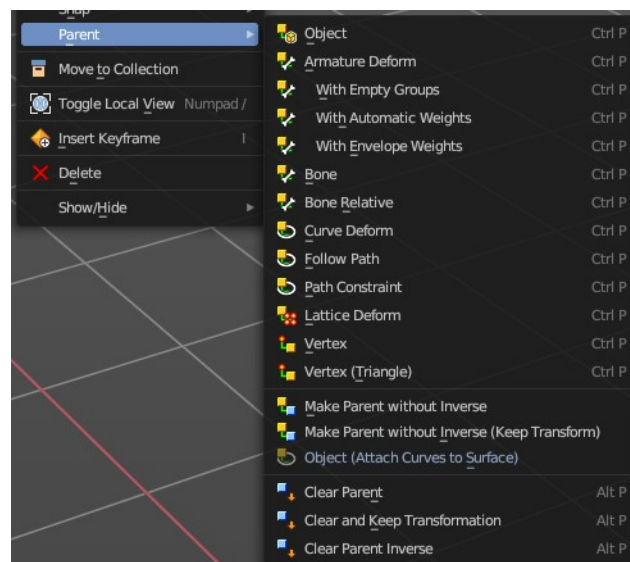 Snap
Parent
Move to Collection
Toggle Local View Numpad /
Insert Keyframe I
Delete
Show/Hide
Object Ctrl P
Armature Deform Ctrl P
With Empty Groups Ctrl P
With Automatic Weights Ctrl P
With Envelope Weights Ctrl P
Bone Ctrl P
Bone Relative Ctrl P
Curve Deform Ctrl P
Follow Path Ctrl P
Path Constraint Ctrl P
Lattice Deform Ctrl P
Vertex Ctrl P
Vertex (Triangle) Ctrl P
Make Parent without Inverse
Make Parent without Inverse (Keep Transform)
Object (Attach Curves to Surface)
Clear Parent Alt P
Clear and Keep Transformation Alt P
Clear Parent Inverse Alt P